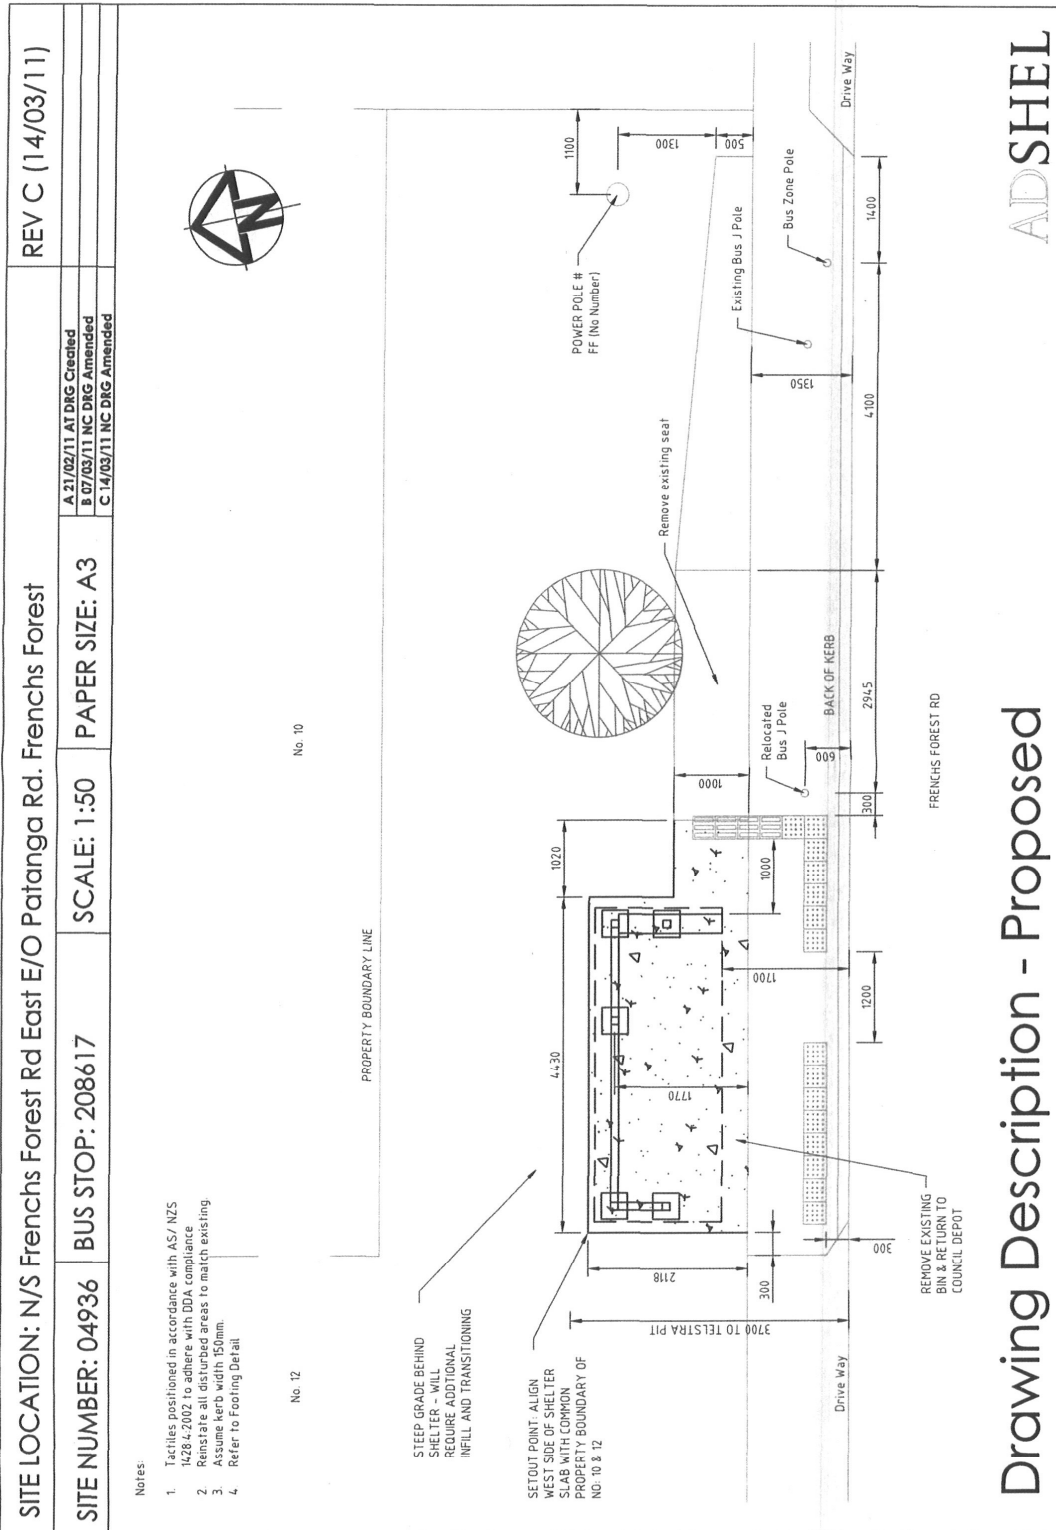 SITE LOCATION: N/S Frenchs Forest Rd East E/O Patanga Rd. Frenchs Forest
REV C (14/03/11)
SITE NUMBER: 04936
BUS STOP: 208617
SCALE: 1:50
PAPER SIZE: A3
A 21/02/11 AT DRG Created
B 07/03/11 NC DRG Amended
C 14/03/11 NC DRG Amended
Notes:
1. Tactiles positioned in accordance with AS/ NZS
1428.4:2002 to adhere with DDA compliance
2. Reinstate all disturbed areas to match existing.
3. Assume kerb width 150mm.
4 Refer to Footing Detail
No. 12
No. 10
N
PROPERTY BOUNDARY LINE
STEEP GRADE BEHIND
SHELTER - WILL
REQUIRE ADDTIONAL
INFILL AND TRANSITIONING
SETOUT POINT: ALIGN
WEST SIDE OF SHELTER
SLAB WITH COMMON
PROPERTY BOUNDARY OF
NO: 10 & 12
4430
1020
1100
1300
500
POWER POLE #
FF (No Number)
Remove existing seat
Existing Bus J Pole
Bus Zone Pole
Relocated
Bus J Pole
2118
1770
1000
1000
1700
1200
600
1350
300
3700 TO TELSTRA PIT
300
300
2945
4100
1400
BACK OF KERB
Drive Way
Drive Way
REMOVE EXISTING
BIN & RETURN TO
COUNCIL DEPOT
FRENCHS FOREST RD
Drawing Description - Proposed
ADSHEL